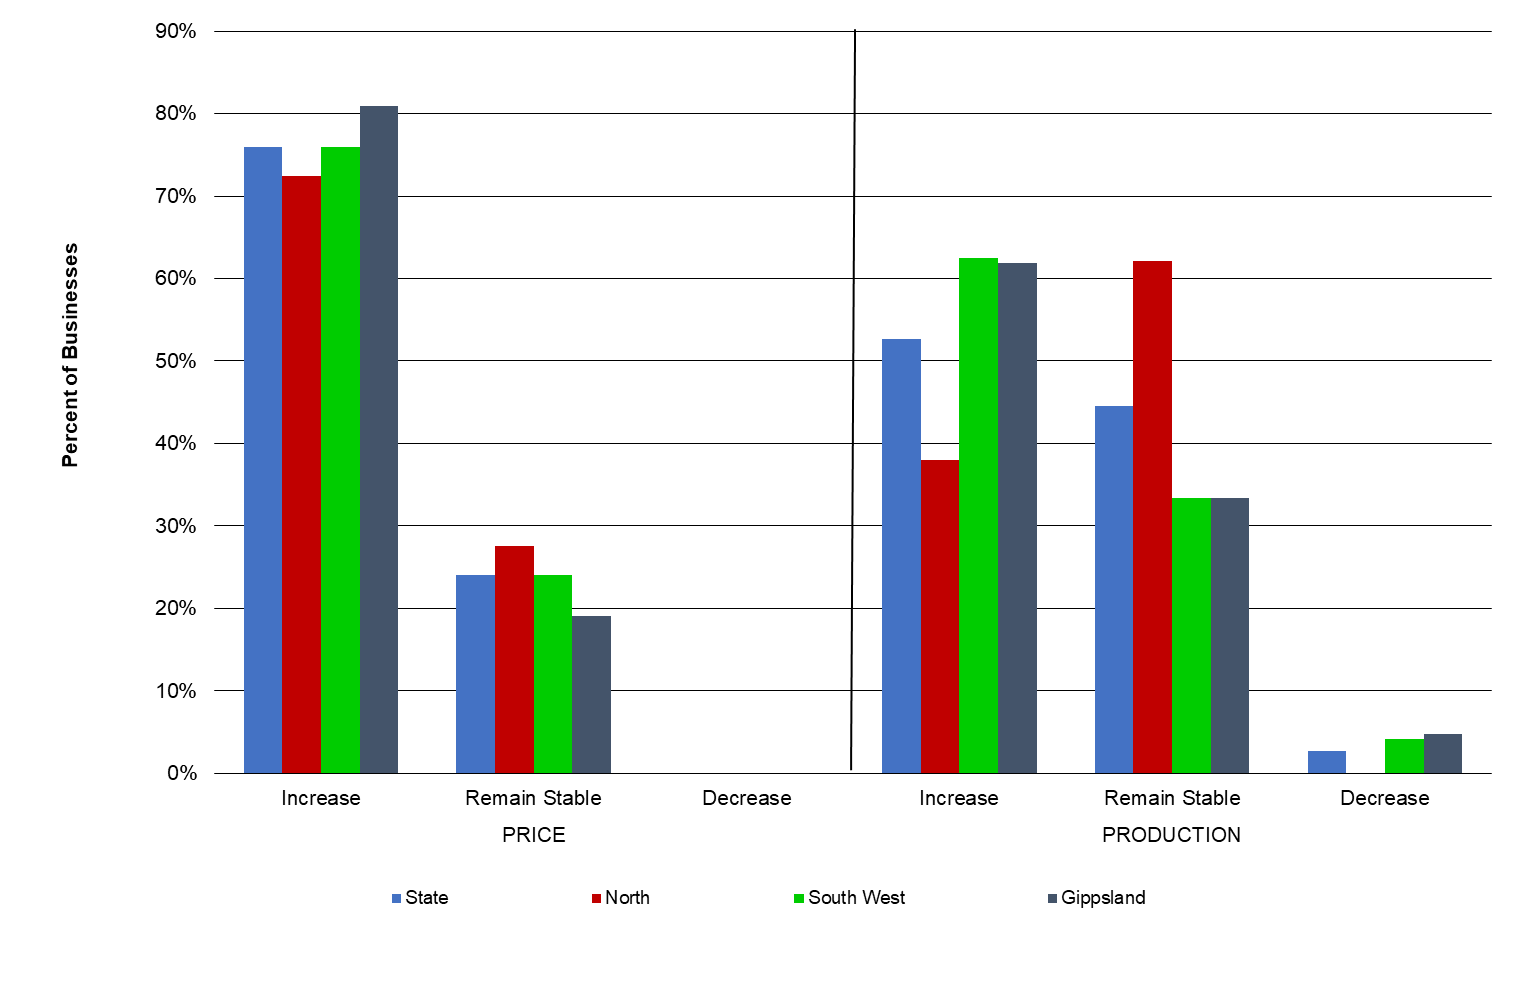 90%
80%
70%
60%
50%
40%
30%
20%
10%
0%
Percent of Businesses
Increase Remain Stable Decrease Increase Remain Stable Decrease
PRICE PRODUCTION
State North South West Gippsland